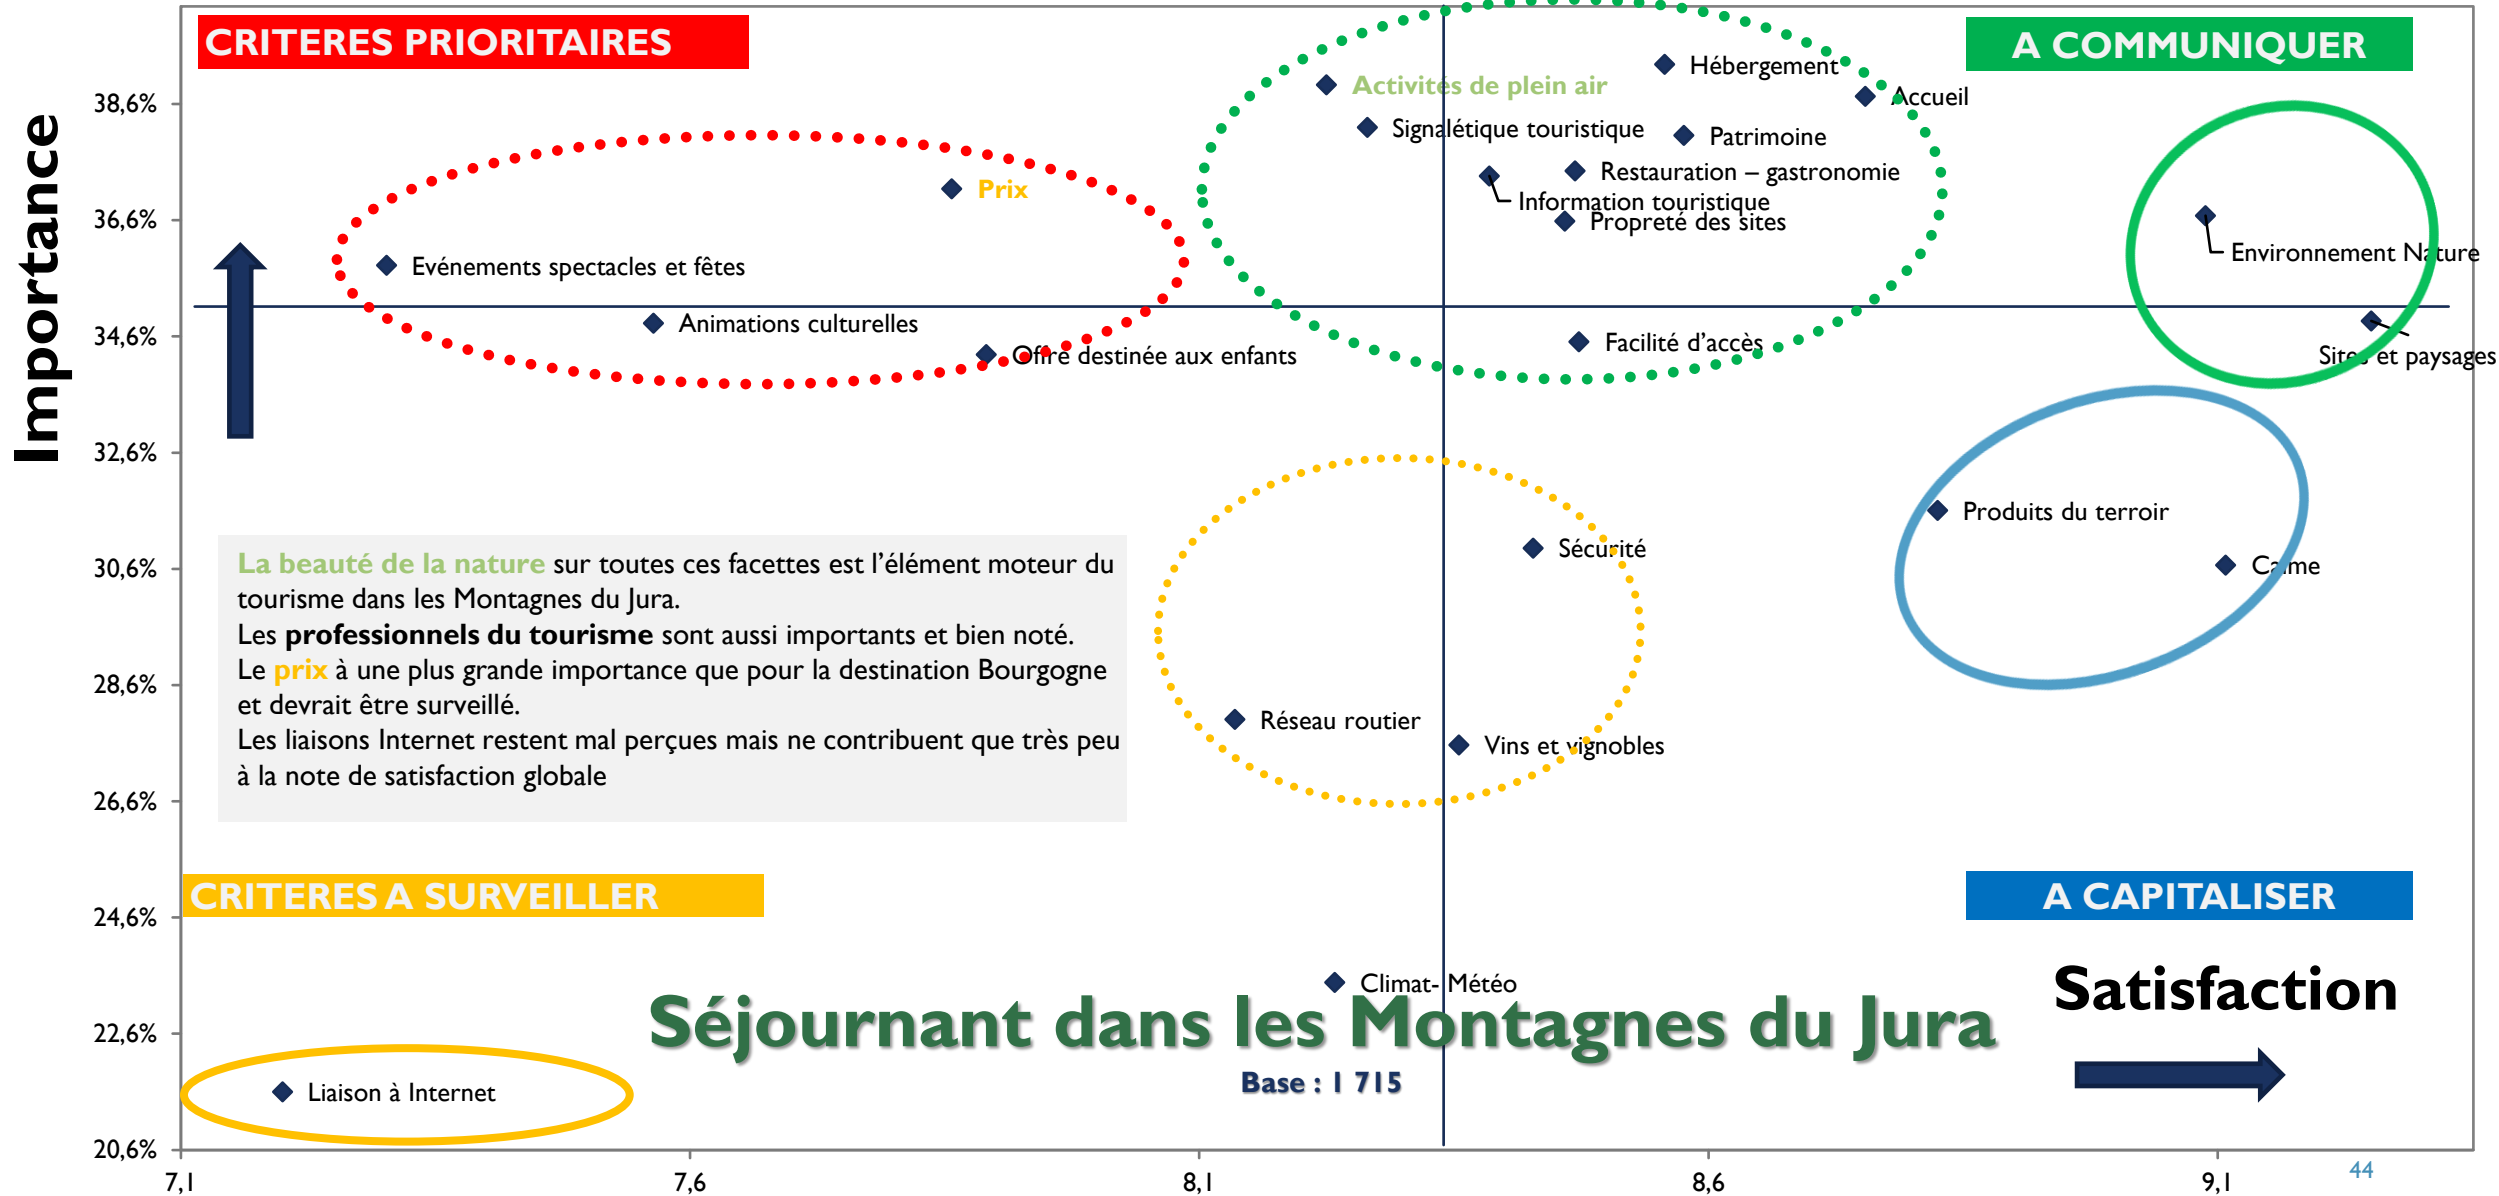 CRITERES PRIORITAIRES
A COMMUNIQUER
Importance
38,6%
36,6%
34,6%
32,6%
30,6%
28,6%
26,6%
24,6%
22,6%
20,6%
Hébergement
Activités de plein air
Accueil
Signalétique touristique
Patrimoine
Restauration – gastronomie
Prix
Information touristique
Propreté des sites
Environnement Nature
Evénements spectacles et fêtes
Animations culturelles
Facilité d’accès
Offre destinée aux enfants
Sites et paysages
Produits du terroir
Sécurité
Calme
La beauté de la nature sur toutes ces facettes est l’élément moteur du
tourisme dans les Montagnes du Jura.
Les professionnels du tourisme sont aussi importants et bien noté.
Le prix à une plus grande importance que pour la destination Bourgogne
et devrait être surveillé.
Les liaisons Internet restent mal perçues mais ne contribuent que très peu
à la note de satisfaction globale
Réseau routier
Vins et vignobles
CRITERES A SURVEILLER
A CAPITALISER
Climat- Météo
Satisfaction
Séjournant dans les Montagnes du Jura
Base : 1 715
Liaison à Internet
7,1
7,6
8,1
8,6
9,1
44